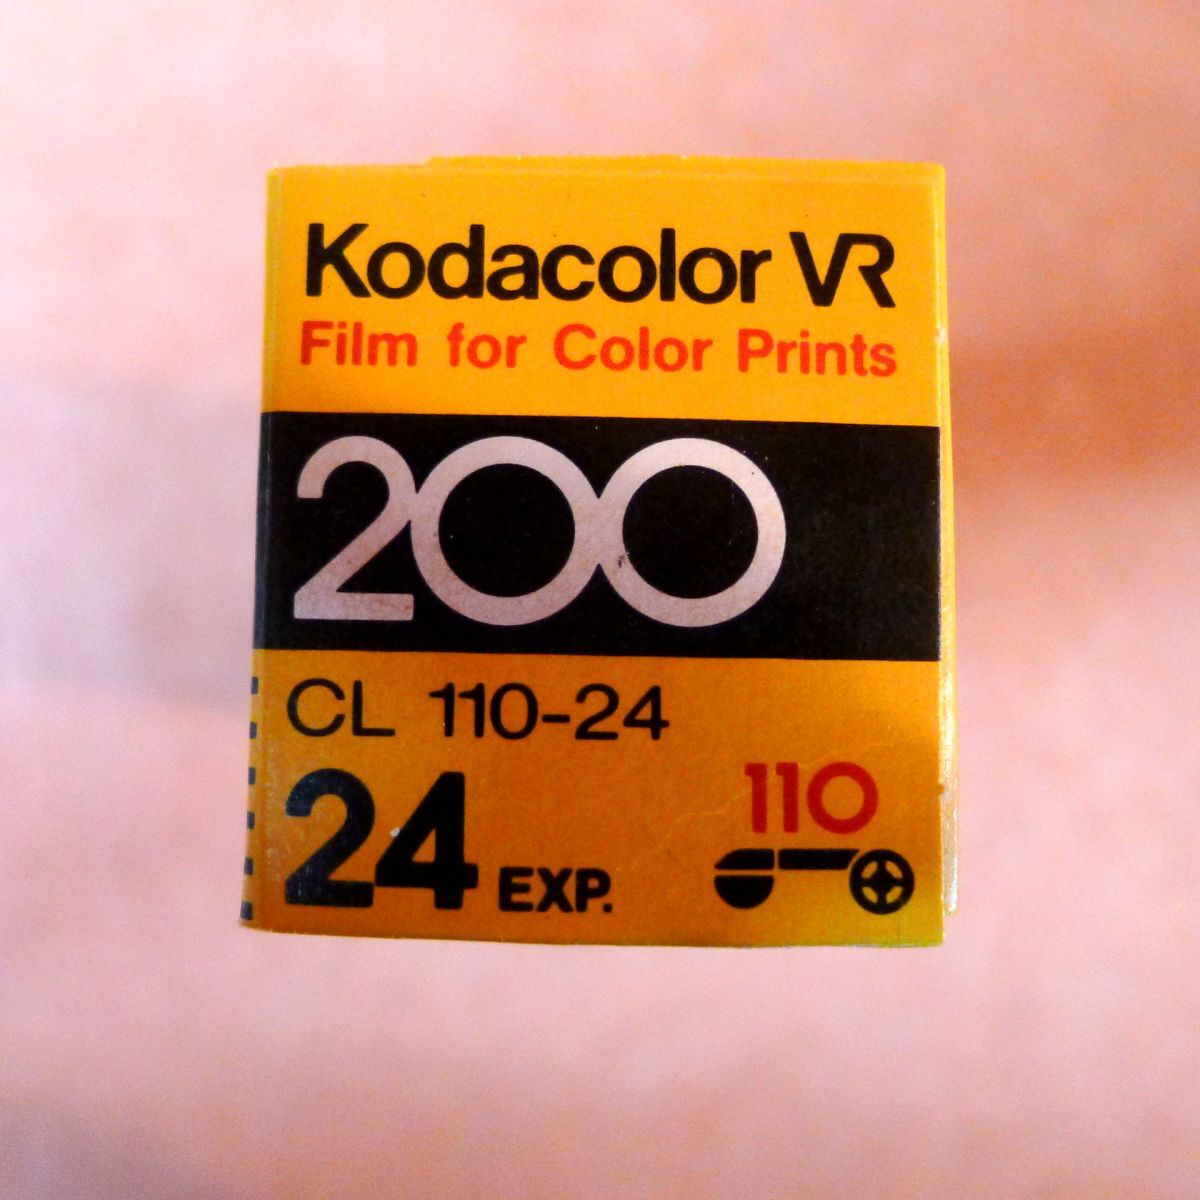 Kodacolor VR
Film for Color Prints
200
CL 110-24
24 EXP.
110